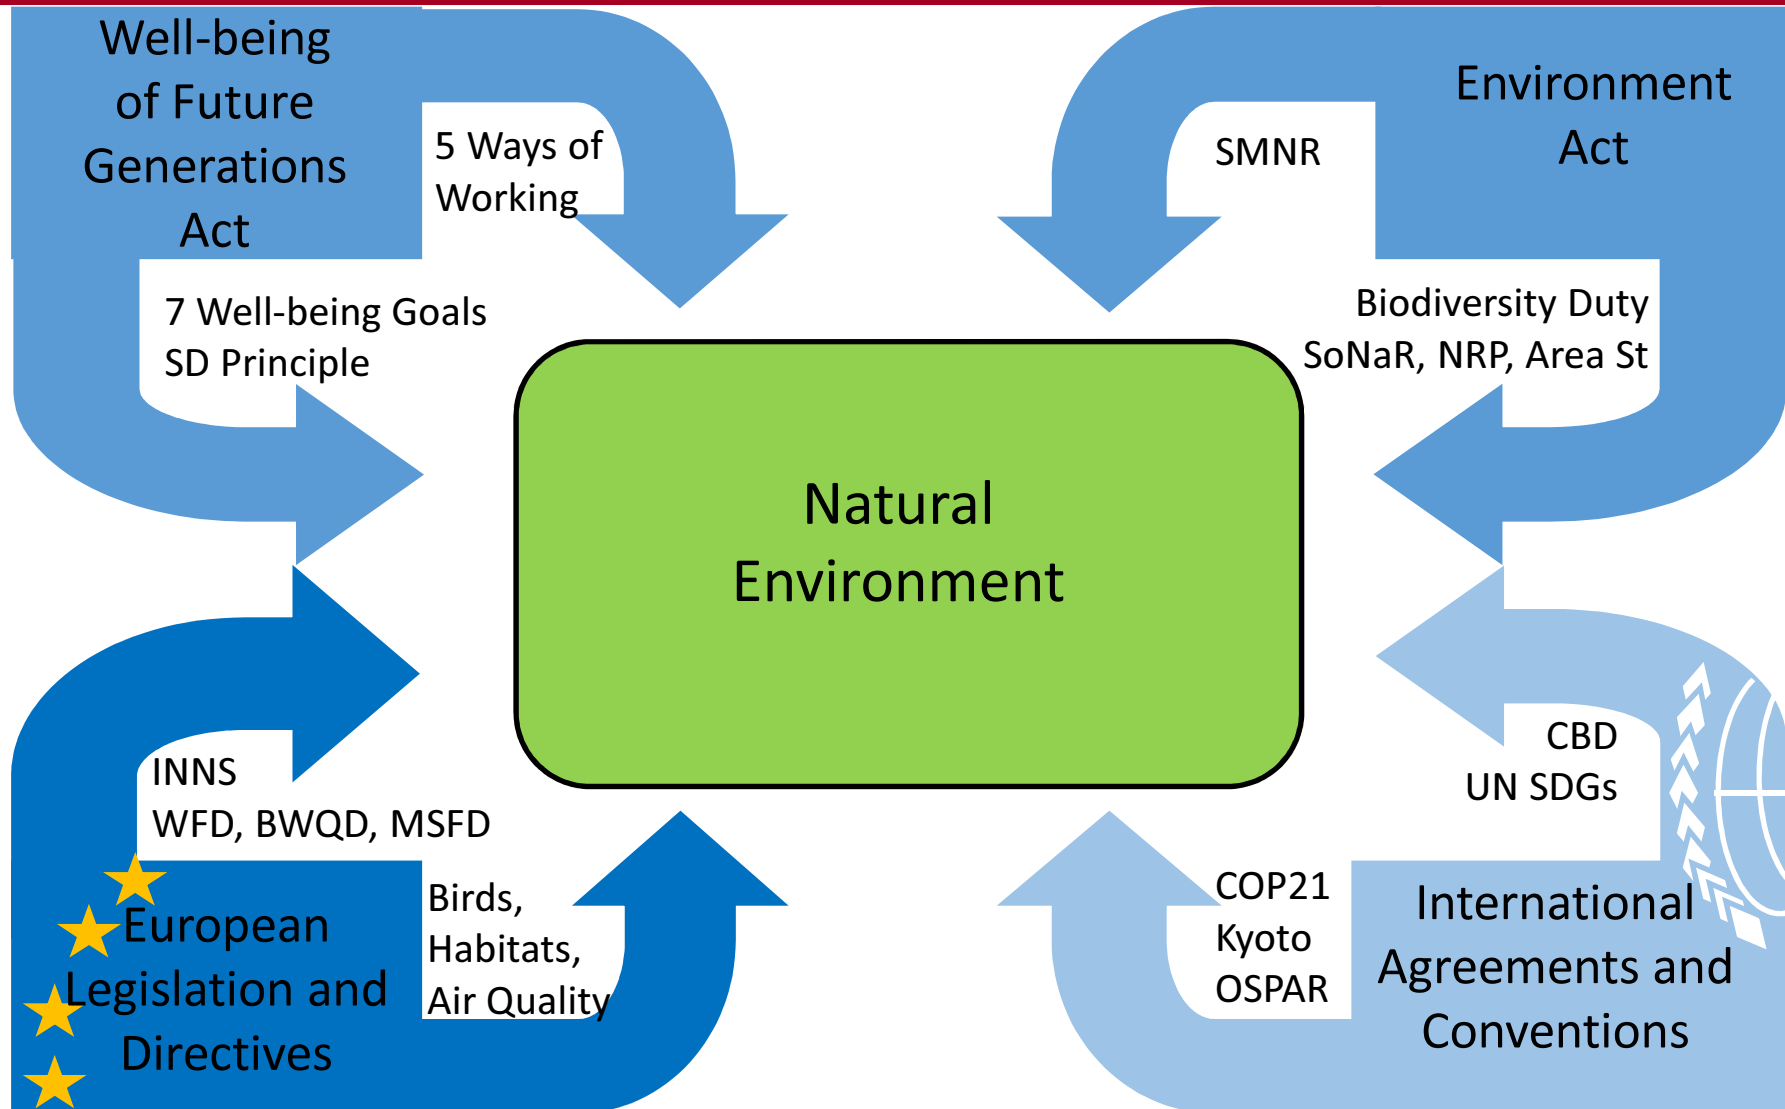 Well-being
of Future
Generations
Act
5 Ways of
Working
7 Well-being Goals
SD Principle
Environment
Act
SMNR
Biodiversity Duty
SoNaR, NRP, Area St
Natural
Environment
INNS
WFD, BWQD, MSFD
European
Legislation and
Directives
Birds,
Habitats,
Air Quality
CBD
UN SDGs
COP21
Kyoto
OSPAR
International
Agreements and
Conventions